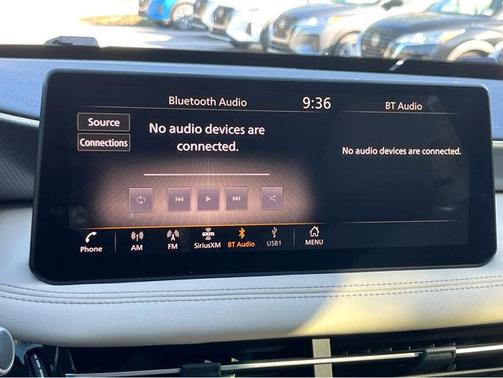 Bluetooth Audio
9:36
BT Audio
Source
Connections
No audio devices are
connected.
No audio devices are connected.
Phone
AM
FM
SiriusXM
BT Audio
USB1
MENU